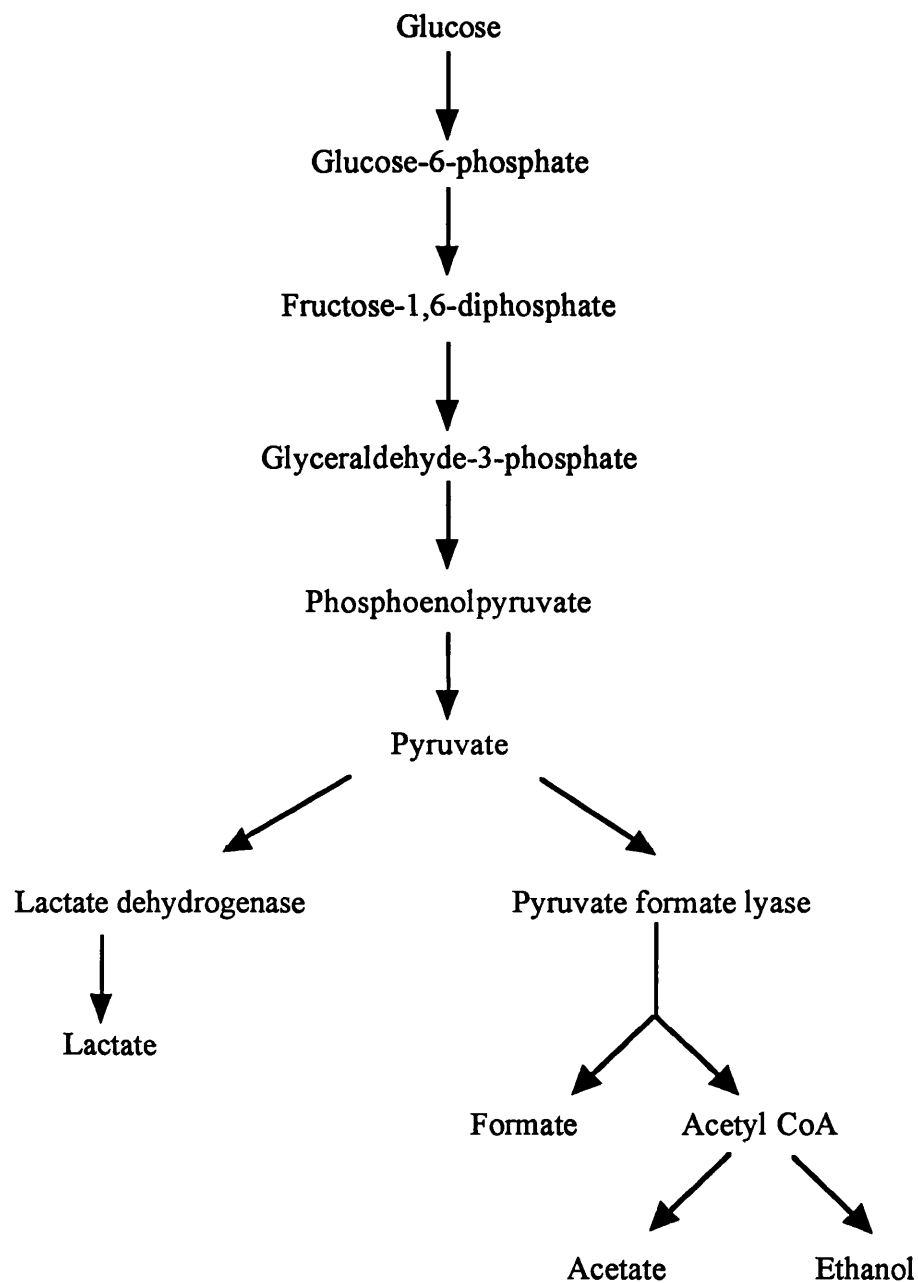 Glucose
Glucose-6-phosphate
Fructose-1,6-diphosphate
Glyceraldehyde-3-phosphate
Phosphoenolpyruvate
Pyruvate
Lactate dehydrogenase
Pyruvate formate lyase
Lactate
Formate
Acetyl CoA
Acetate
Ethanol